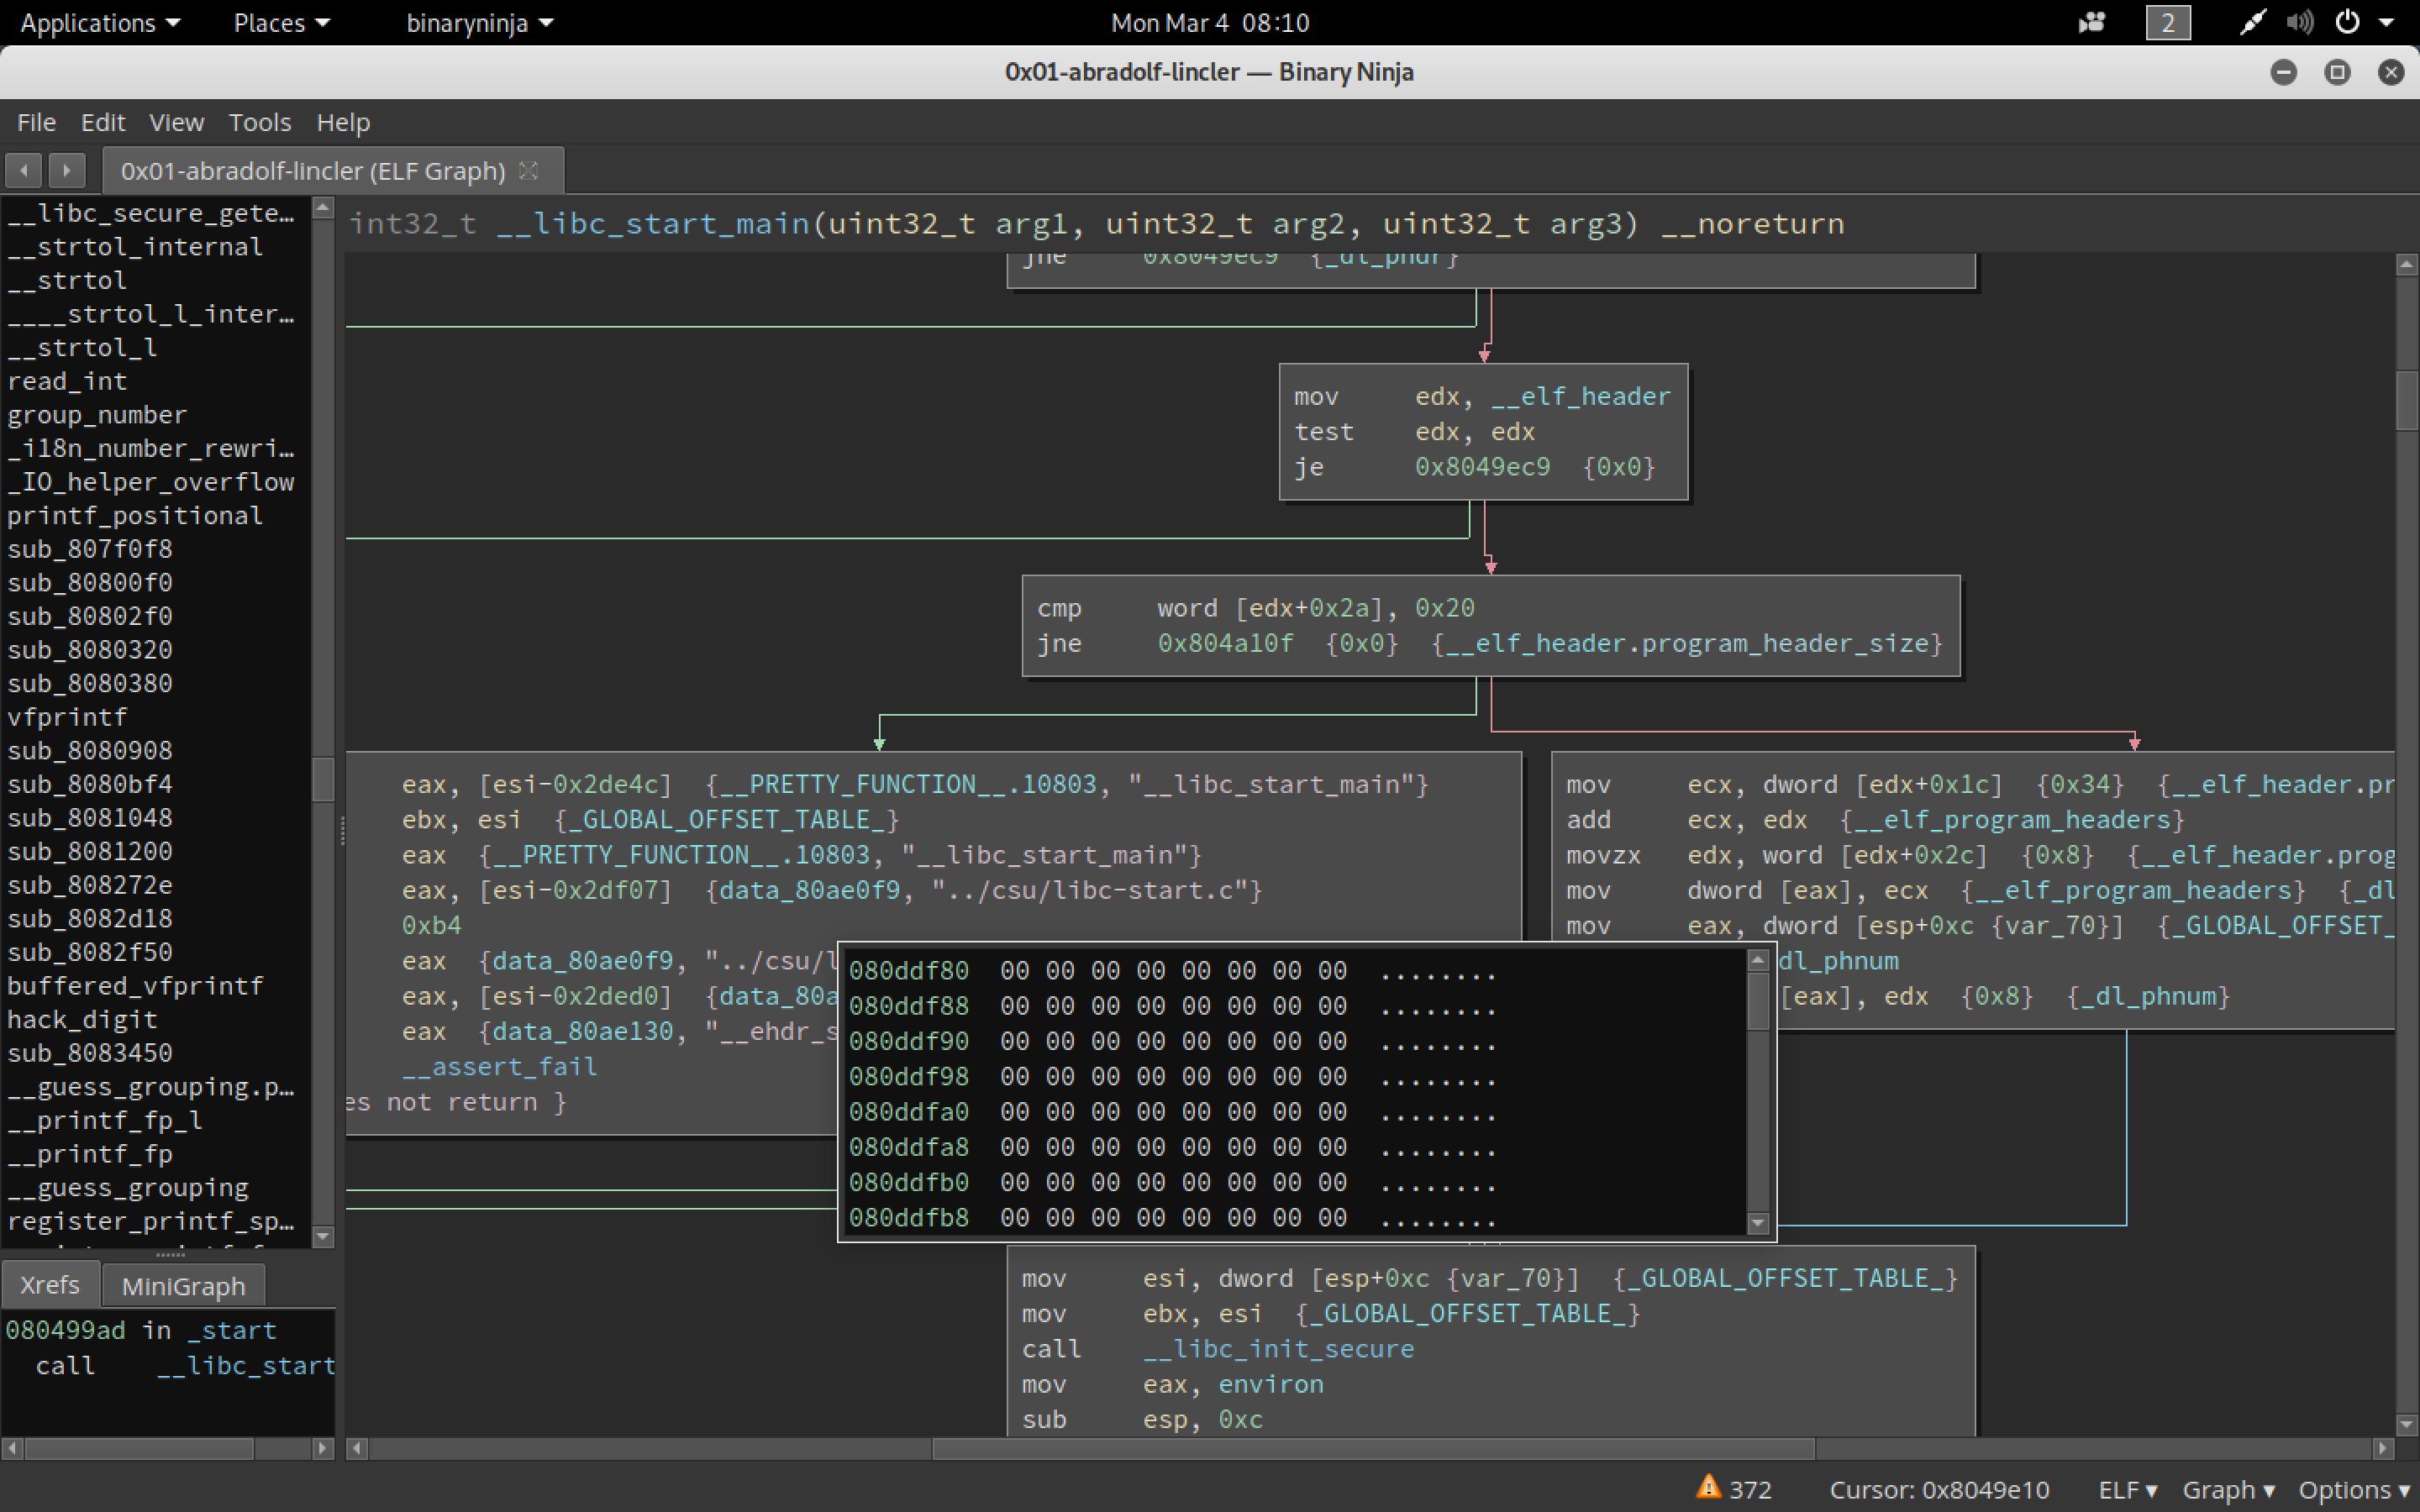 Applications Places binaryninja Mon Mar 4 08:10 2
0x01-abradolf-lincler — Binary Ninja
File Edit View Tools Help
0x01-abradolf-lincler (ELF Graph)
__libc_secure_gete…
__strtol_internal
__strtol
____strtol_l_inter…
__strtol_l
read_int
group_number
_i18n_number_rewri…
_IO_helper_overflow
printf_positional
sub_807f0f8
sub_80800f0
sub_80802f0
sub_8080320
sub_8080380
vfprintf
sub_8080908
sub_8080bf4
sub_8081048
sub_8081200
sub_808272e
sub_8082d18
sub_8082f50
buffered_vfprintf
hack_digit
sub_8083450
__guess_grouping.p…
__printf_fp_l
__printf_fp
__guess_grouping
register_printf_sp…
Xrefs MiniGraph
080499ad in _start
call __libc_start
int32_t __libc_start_main(uint32_t arg1, uint32_t arg2, uint32_t arg3) __noreturn
jne 0x8049ec9 {_dl_phdr}
mov edx, __elf_header
test edx, edx
je 0x8049ec9 {0x0}
cmp word [edx+0x2a], 0x20
jne 0x804a10f {0x0} {__elf_header.program_header_size}
eax, [esi-0x2de4c] {__PRETTY_FUNCTION__.10803, "__libc_start_main"}
ebx, esi {_GLOBAL_OFFSET_TABLE_}
eax {__PRETTY_FUNCTION__.10803, "__libc_start_main"}
eax, [esi-0x2df07] {data_80ae0f9, "../csu/libc-start.c"}
0xb4
eax {data_80ae0f9, "../csu/l
eax, [esi-0x2ded0] {data_80a
eax {data_80ae130, "__ehdr_s
__assert_fail
es not return }
mov ecx, dword [edx+0x1c] {0x34} {__elf_header.pr
add ecx, edx {__elf_program_headers}
movzx edx, word [edx+0x2c] {0x8} {__elf_header.prog
mov dword [eax], ecx {__elf_program_headers} {_dl
mov eax, dword [esp+0xc {var_70}] {_GLOBAL_OFFSET_
dl_phnum
[eax], edx {0x8} {_dl_phnum}
080ddf80 00 00 00 00 00 00 00 00 ........
080ddf88 00 00 00 00 00 00 00 00 ........
080ddf90 00 00 00 00 00 00 00 00 ........
080ddf98 00 00 00 00 00 00 00 00 ........
080ddfa0 00 00 00 00 00 00 00 00 ........
080ddfa8 00 00 00 00 00 00 00 00 ........
080ddfb0 00 00 00 00 00 00 00 00 ........
080ddfb8 00 00 00 00 00 00 00 00 ........
mov esi, dword [esp+0xc {var_70}] {_GLOBAL_OFFSET_TABLE_}
mov ebx, esi {_GLOBAL_OFFSET_TABLE_}
call __libc_init_secure
mov eax, environ
sub esp, 0xc
372 Cursor: 0x8049e10 ELF Graph Options